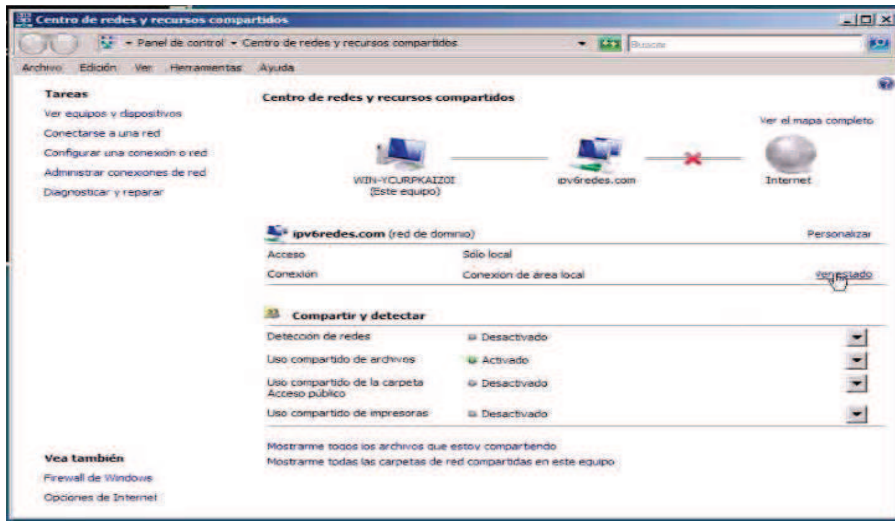 Centro de redes y recursos compartidos
Panel de control Centro de redes y recursos compartidos Buscar
Archivo Edición Ver Herramientas Ayuda
Tareas
Ver equipos y dispositivos
Conectarse a una red
Configurar una conexión o red
Administrar conexiones de red
Diagnosticar y reparar
Centro de redes y recursos compartidos
Ver el mapa completo
WIN-YCURPKAIZ0I
(Este equipo)
ipv6redes.com
Internet
ipv6redes.com (red de dominio) Personalizar
Acceso Sólo local
Conexión Conexión de área local Ver estado
Compartir y detectar
Detección de redes Desactivado
Uso compartido de archivos Activado
Uso compartido de la carpeta Desactivado
Acceso público
Uso compartido de impresoras Desactivado
Mostrarme todos los archivos que estoy compartiendo
Mostrarme todas las carpetas de red compartidas en este equipo
Vea también
Firewall de Windows
Opciones de Internet